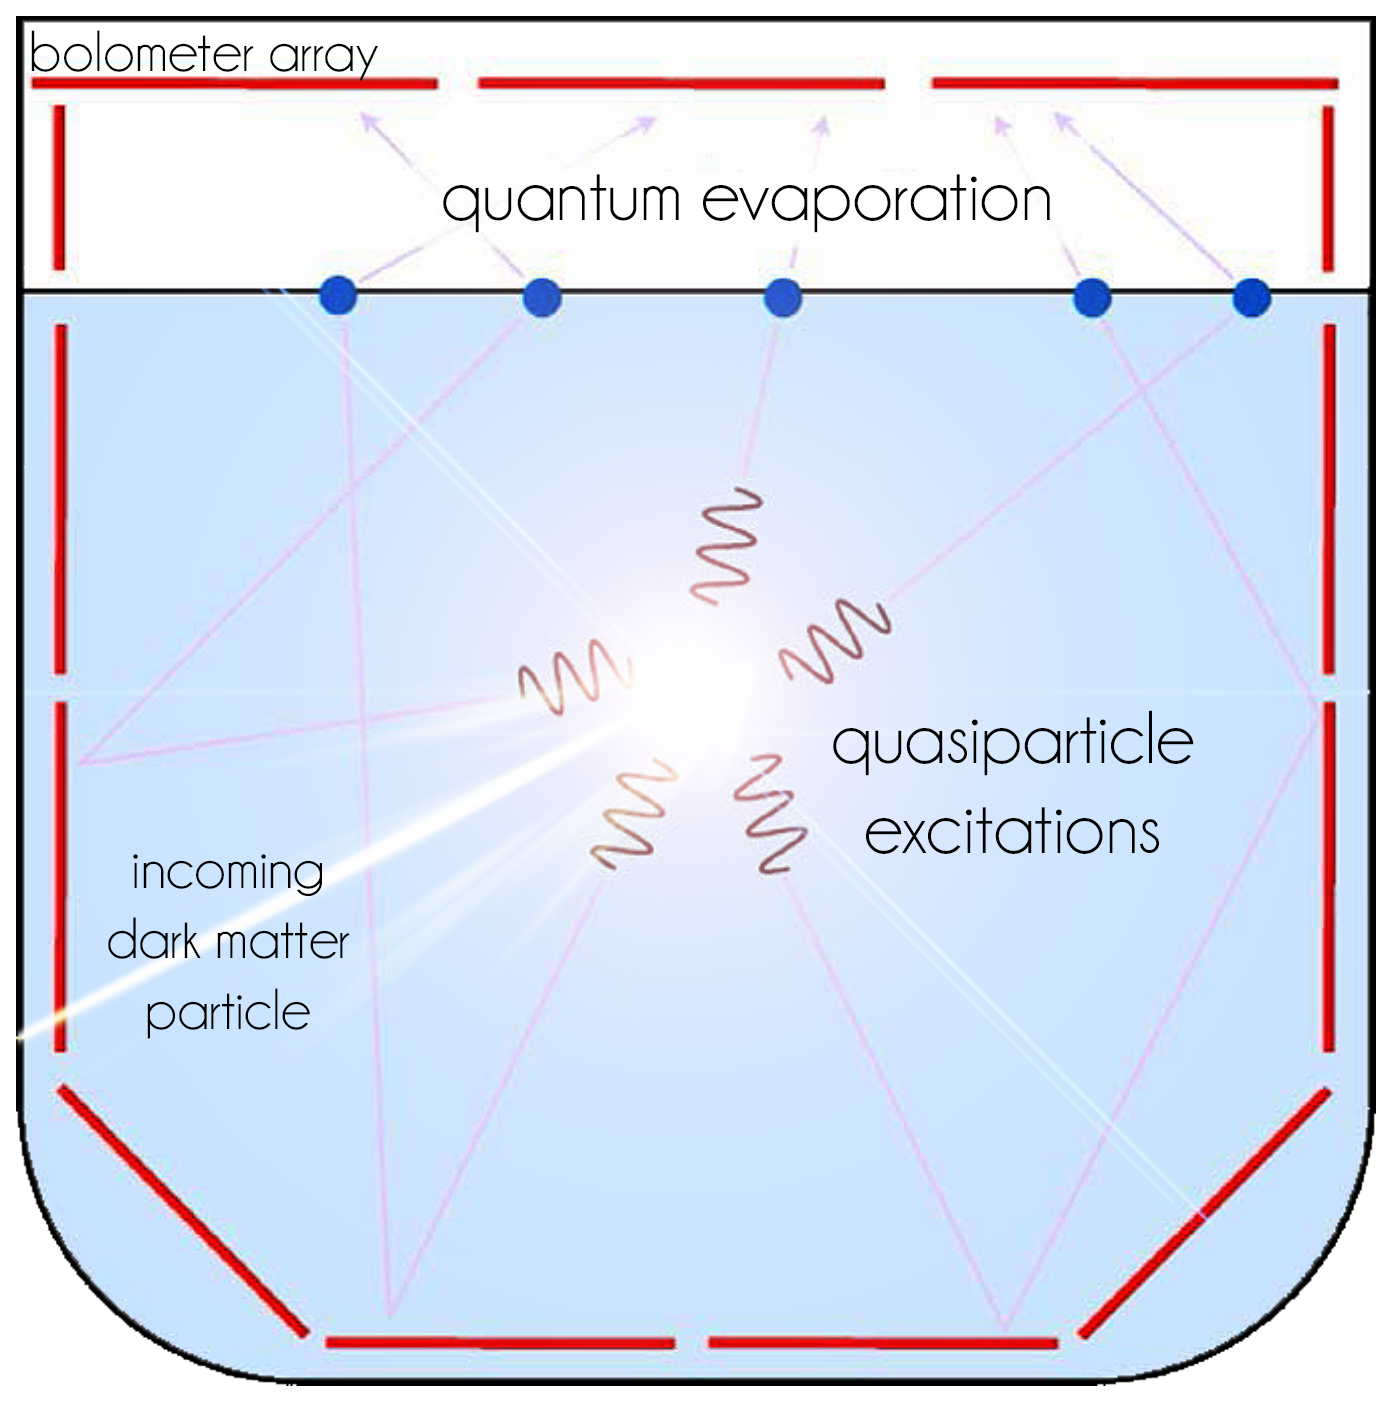 bolometer array
quantum evaporation
quasiparticle
excitations
incoming
dark matter
particle